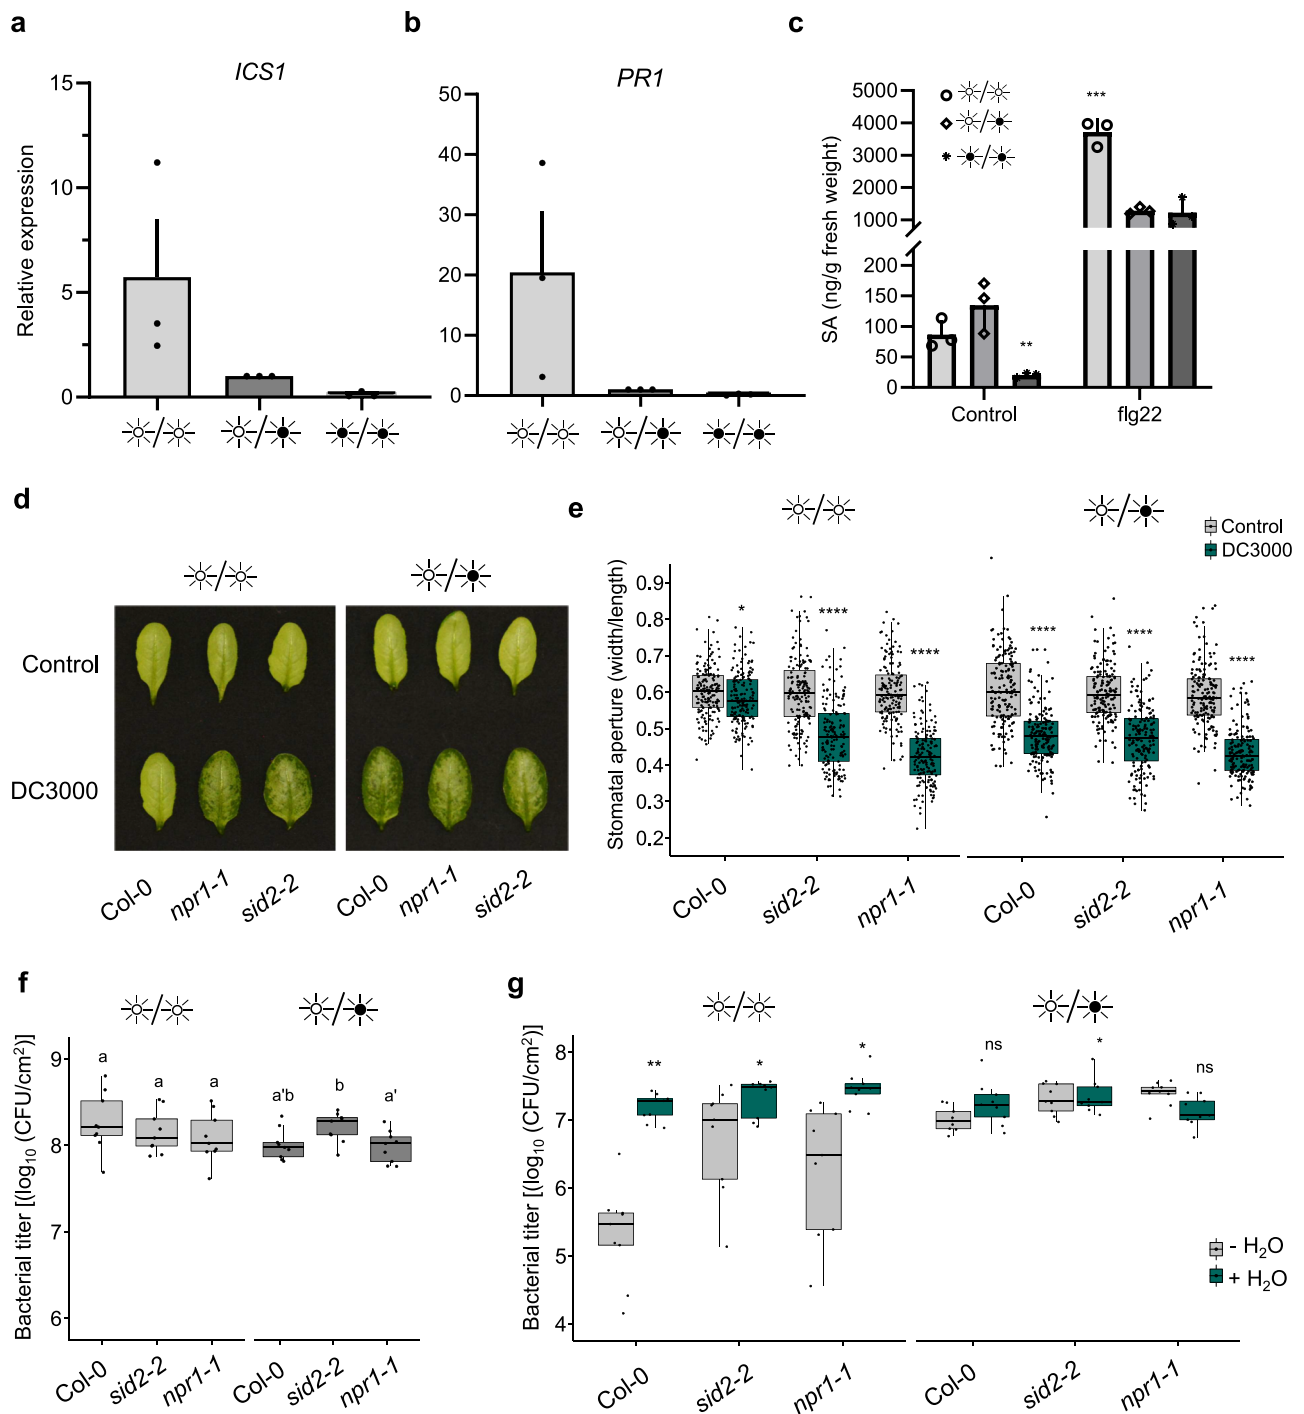 a
ICS1
Relative expression
15
10
5
0
b
PR1
50
40
30
20
10
0
c
SA (ng/g fresh weight)
5000
4000
3000
2000
1000
200
150
100
50
0
***
**
Control
flg22
d
Control
DC3000
Col-0
npr1-1
sid2-2
Col-0
npr1-1
sid2-2
e
Control
DC3000
Stomatal aperture (width/length)
0.9
0.8
0.7
0.6
0.5
0.4
0.3
0.2
*
****
****
****
****
****
Col-0
sid2-2
npr1-1
Col-0
sid2-2
npr1-1
f
Bacterial titer [(log10 (CFU/cm2)]
9
8
7
6
a
a
a
a'b
b
a'
Col-0
sid2-2
npr1-1
Col-0
sid2-2
npr1-1
g
Bacterial titer [(log10 (CFU/cm2)]
8
7
6
5
4
**
*
*
ns
*
ns
- H2O
+ H2O
Col-0
sid2-2
npr1-1
Col-0
sid2-2
npr1-1